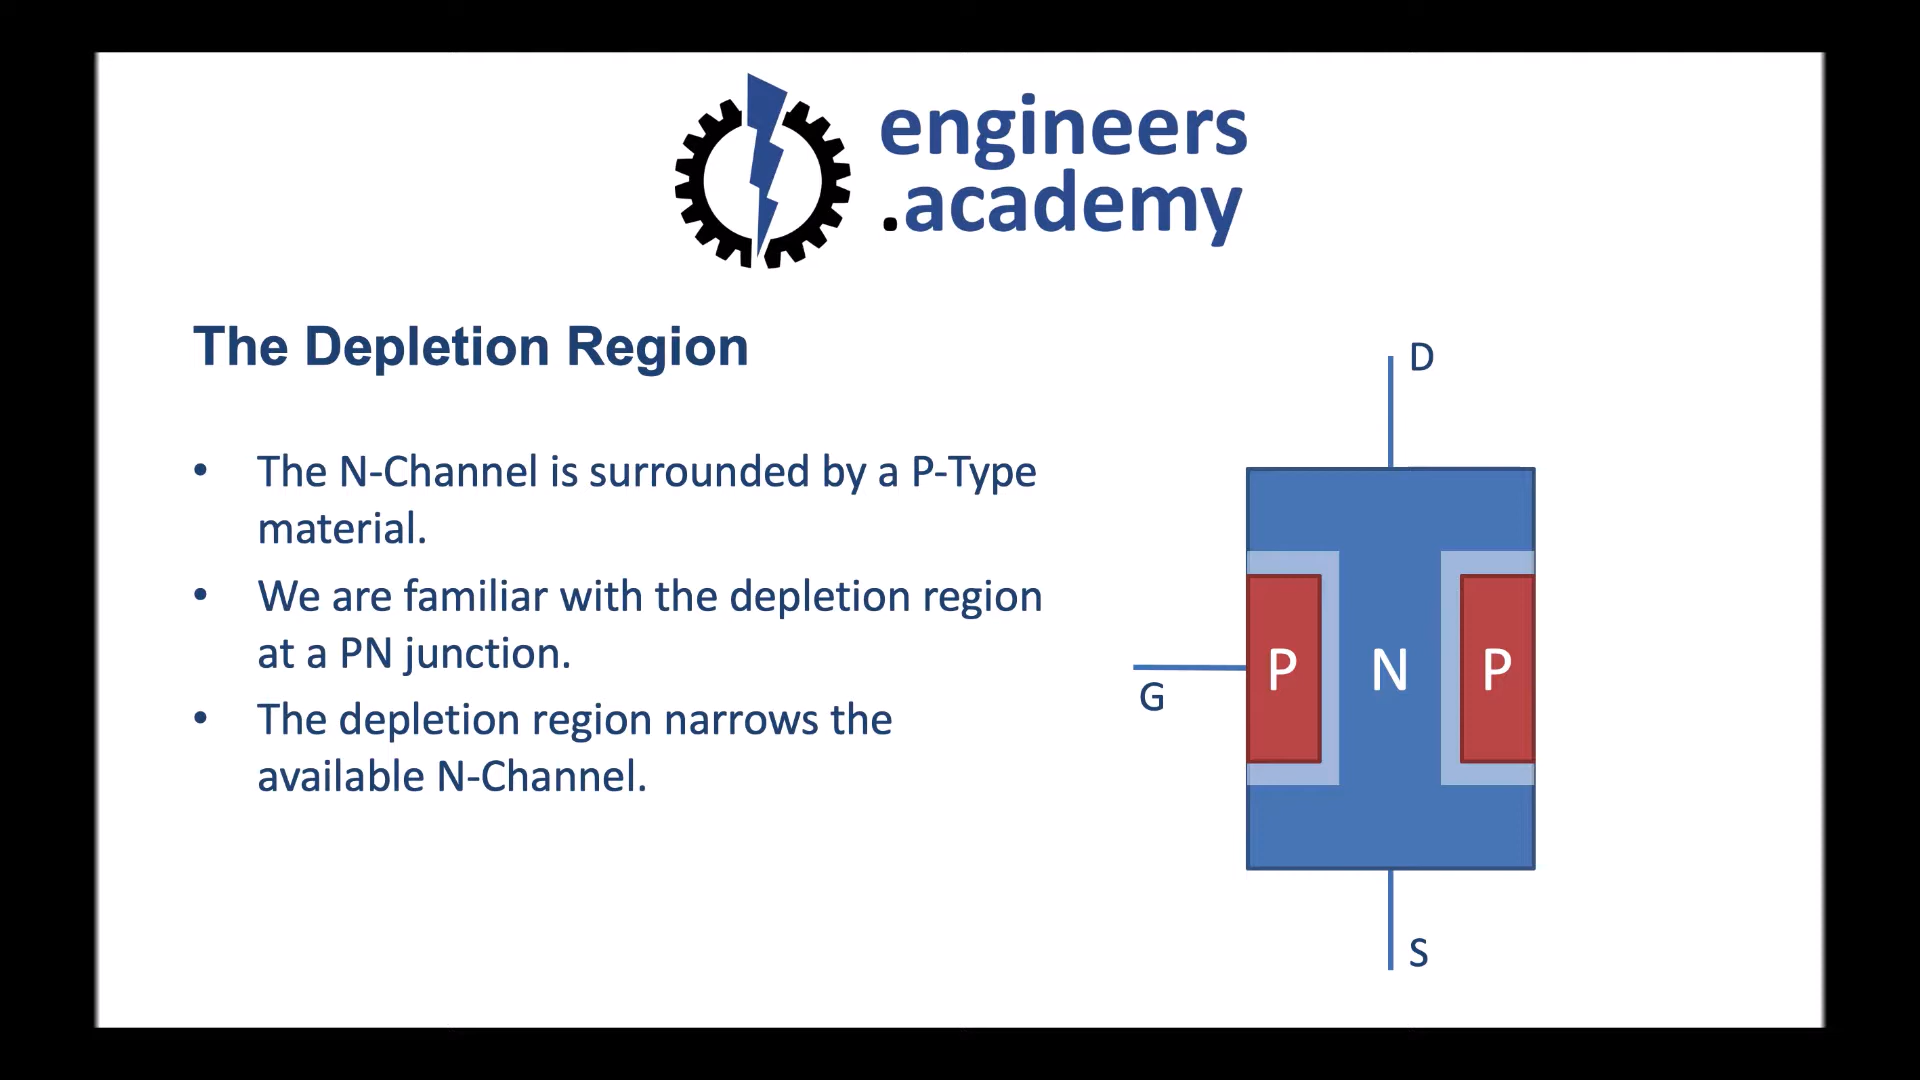 engineers
.academy
The Depletion Region
• The N-Channel is surrounded by a P-Type
material.
• We are familiar with the depletion region
at a PN junction.
• The depletion region narrows the
available N-Channel.
D
P N P
G
S